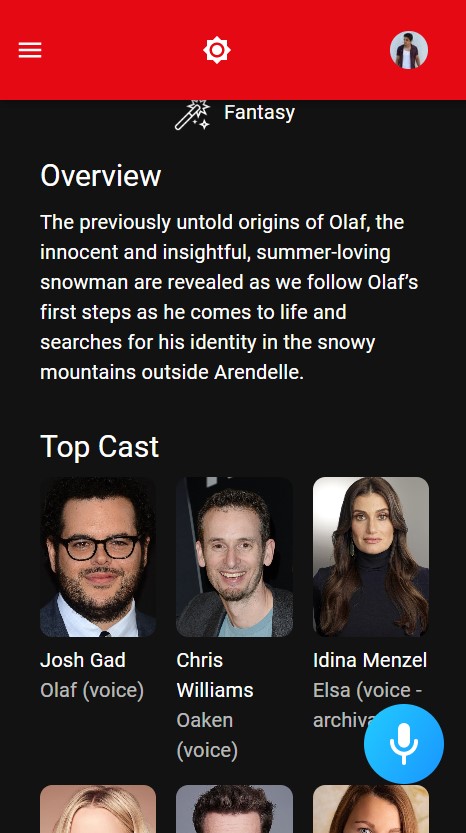 Fantasy
Overview
The previously untold origins of Olaf, the
innocent and insightful, summer-loving
snowman are revealed as we follow Olaf’s
first steps as he comes to life and
searches for his identity in the snowy
mountains outside Arendelle.
Top Cast
Josh Gad
Olaf (voice)
Chris
Williams
Oaken
(voice)
Idina Menzel
Elsa (voice -